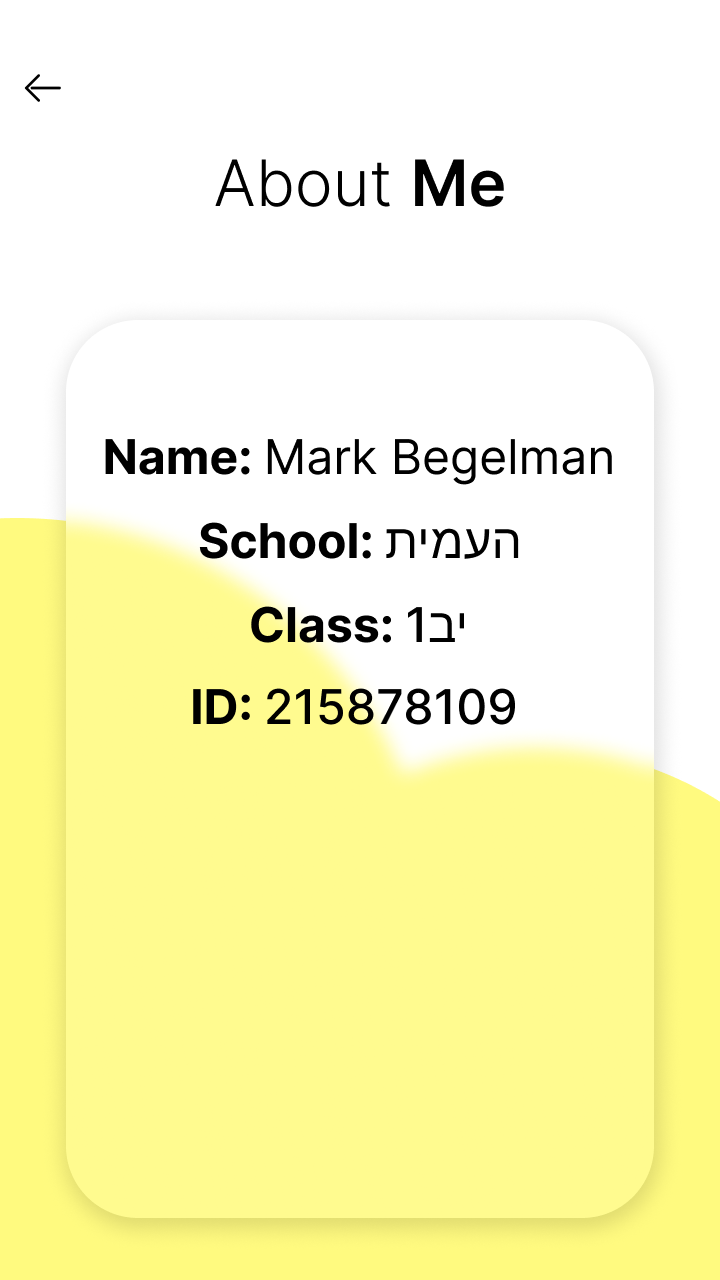 About Me
Name: Mark Begelman
School: העמית
Class: יב1
ID: 215878109